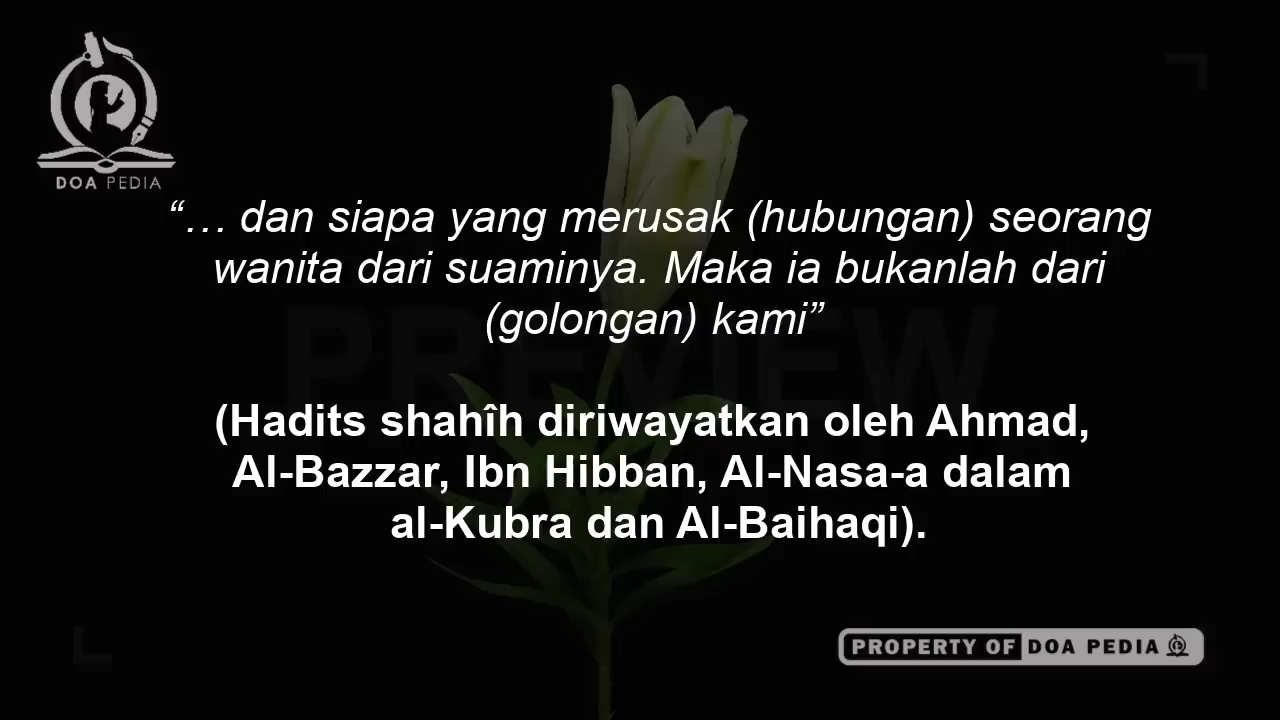 DOA PEDIA
“… dan siapa yang merusak (hubungan) seorang
wanita dari suaminya. Maka ia bukanlah dari
(golongan) kami”
PREVIEW
(Hadits shahîh diriwayatkan oleh Ahmad,
Al-Bazzar, Ibn Hibban, Al-Nasa-a dalam
al-Kubra dan Al-Baihaqi).
PROPERTY OF DOA PEDIA